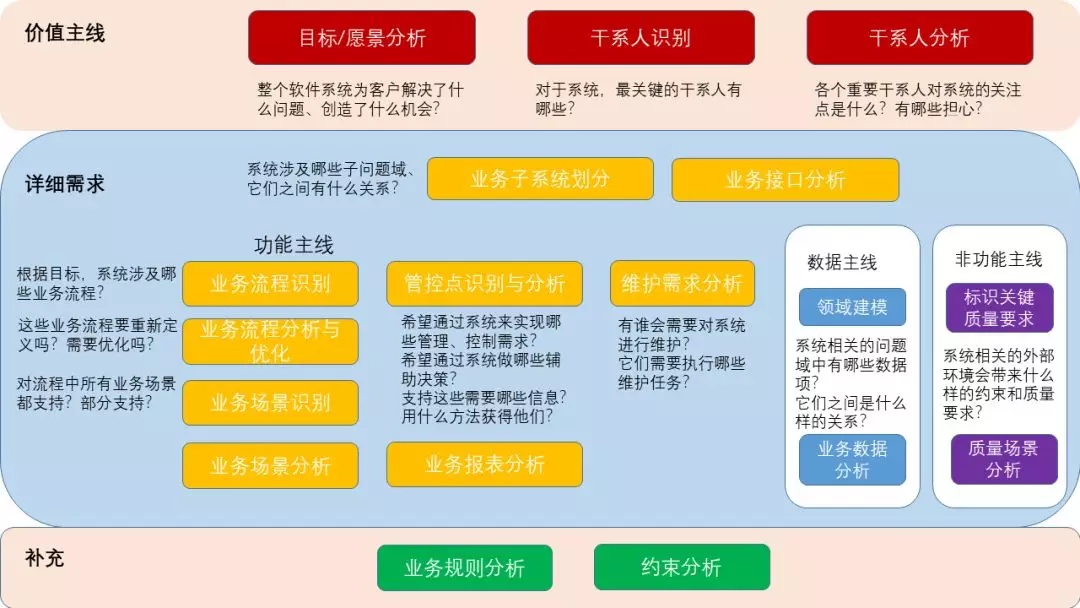 价值主线
目标/愿景分析
干系人识别
干系人分析
整个软件系统为客户解决了什
么问题、创造了什么机会?
对于系统，最关键的干系人有
哪些?
各个重要干系人对系统的关注
点是什么? 有哪些担心?
详细需求
系统涉及哪些子问题域、
它们之间有什么关系?
业务子系统划分
业务接口分析
功能主线
根据目标，系统涉及哪
些业务流程?
业务流程识别
这些业务流程要重新定
义吗? 需要优化吗?
业务流程分析与
优化
对流程中所有业务场景
都支持? 部分支持?
业务场景识别
业务场景分析
管控点识别与分析
希望通过系统来实现哪
些管理、控制需求?
希望通过系统做哪些辅
助决策?
支持这些需要哪些信息?
用什么方法获得他们?
业务报表分析
维护需求分析
有谁会需要对系统
进行维护?
它们需要执行哪些
维护任务?
数据主线
领域建模
系统相关的问题
域中有哪些数据
项?
它们之间是什么
样的关系?
业务数据
分析
非功能主线
标识关键
质量要求
系统相关的外部
环境会带来什么
样的约束和质量
要求?
质量场景
分析
补充
业务规则分析
约束分析